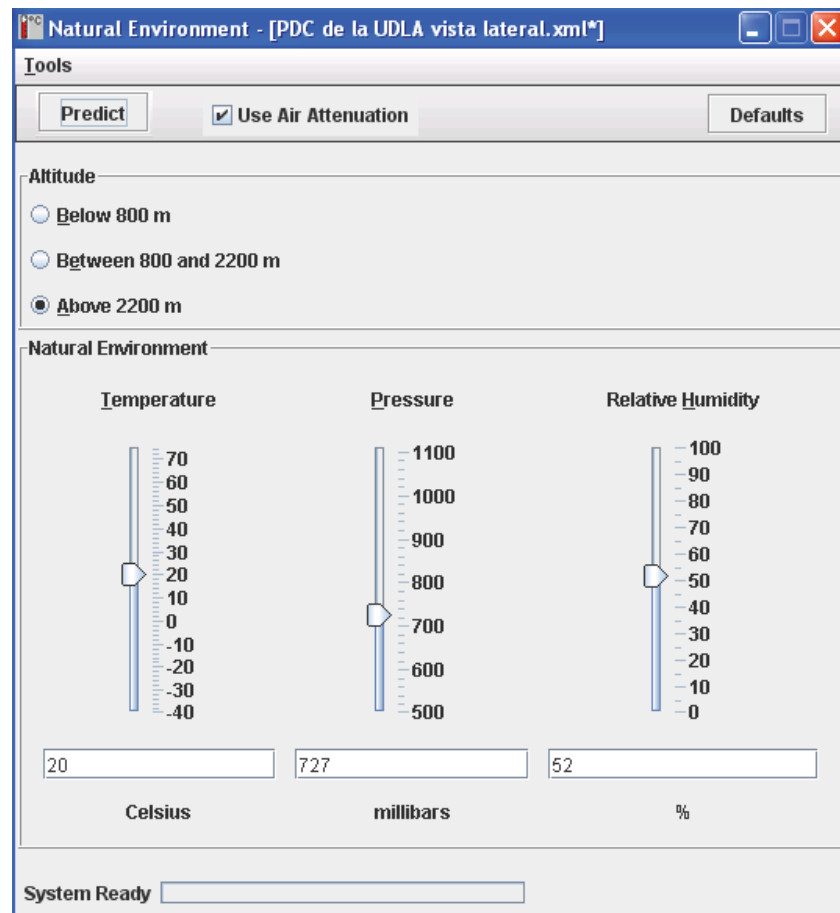 °C
Natural Environment - [PDC de la UDLA vista lateral.xml*]
Tools
Predict
Use Air Attenuation
Defaults
Altitude
Below 800 m
Between 800 and 2200 m
Above 2200 m
Natural Environment
Temperature
70
60
50
40
30
20
10
0
-10
-20
-30
-40
20
Celsius
Pressure
1100
1000
900
800
700
600
500
727
millibars
Relative Humidity
100
90
80
70
60
50
40
30
20
10
0
52
%
System Ready